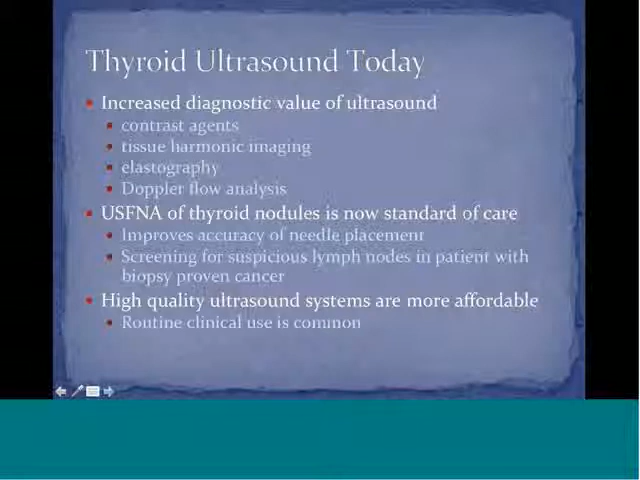 Thyroid Ultrasound Today
Increased diagnostic value of ultrasound
contrast agents
tissue harmonic imaging
elastography
Doppler flow analysis
USFNA of thyroid nodules is now standard of care
Improves accuracy of needle placement
Screening for suspicious lymph nodes in patient with
biopsy proven cancer
High quality ultrasound systems are more affordable
Routine clinical use is common